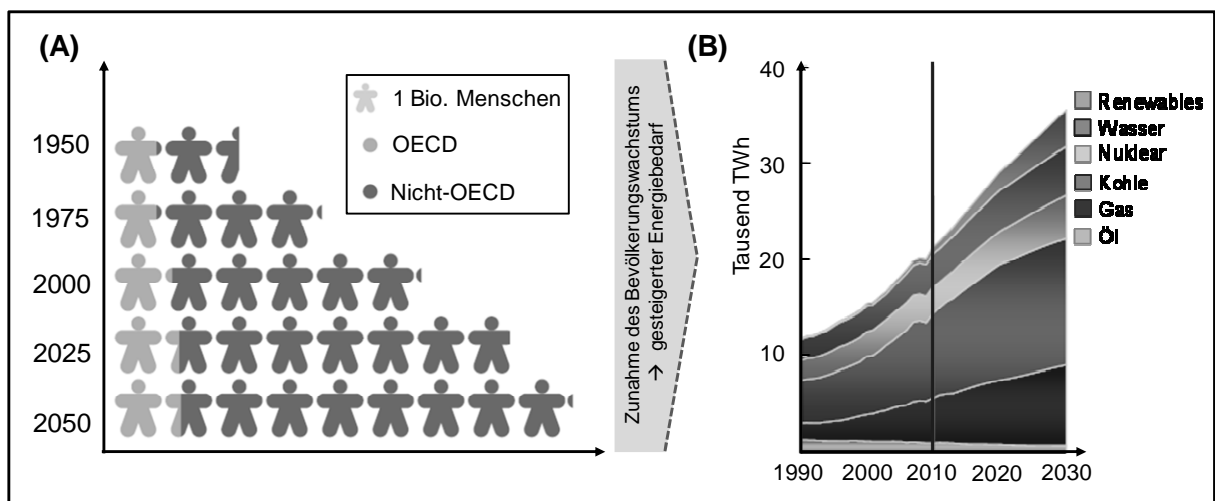 (A)
1 Bio. Menschen
OECD
Nicht-OECD
1950
1975
2000
2025
2050
Zunahme des Bevölkerungswachstums
→ gesteigerter Energiebedarf
(B)
Tausend TWh
40
30
20
10
1990 2000 2010 2020 2030
Renewables
Wasser
Nuklear
Kohle
Gas
Öl